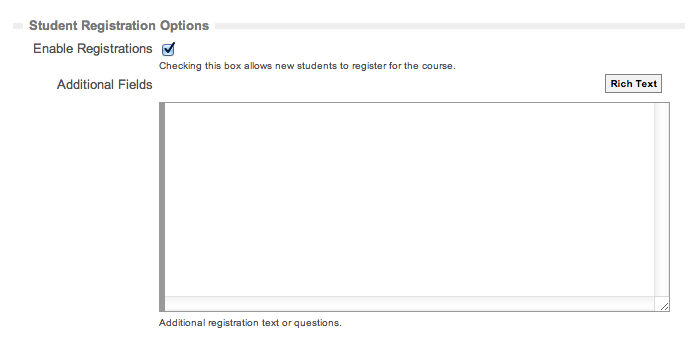 Student Registration Options
Enable Registrations
Checking this box allows new students to register for the course.
Additional Fields
Rich Text
Additional registration text or questions.